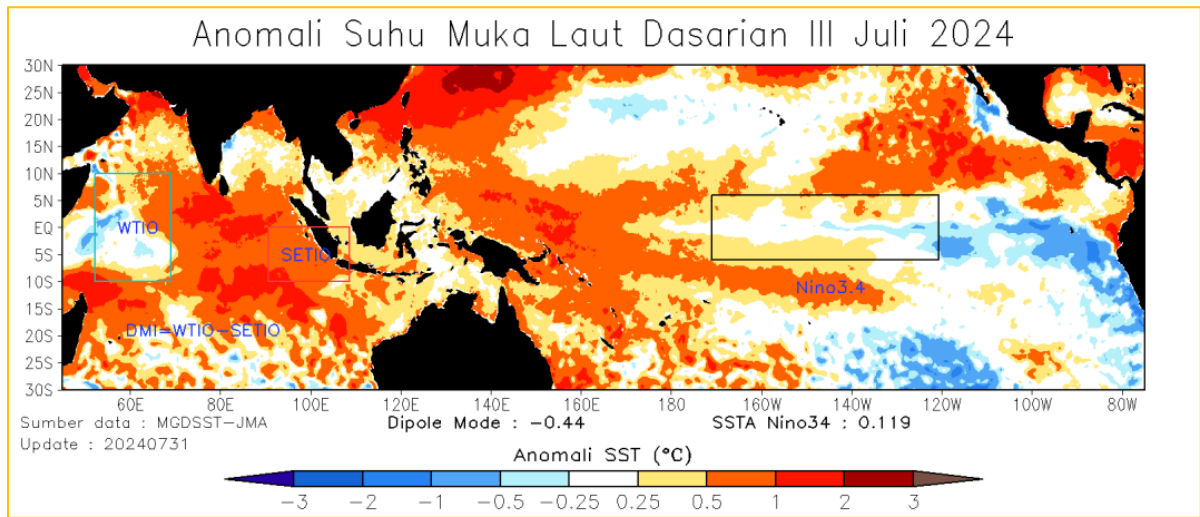 Anomali Suhu Muka Laut Dasarian III Juli 2024
30N
25N
20N
15N
10N
5N
EQ
5S
10S
15S
20S
25S
30S
WTIO
SETIO
Nino3.4
DMI=WTIO-SETIO
60E 80E 100E 120E 140E 160E 180 160W 140W 120W 100W 80W
Sumber data : MGDSST-JMA Dipole Mode : -0.44 SSTA Nino34 : 0.119
Update : 20240731
Anomali SST (°C)
-3 -2 -1 -0.5 -0.25 0.25 0.5 1 2 3